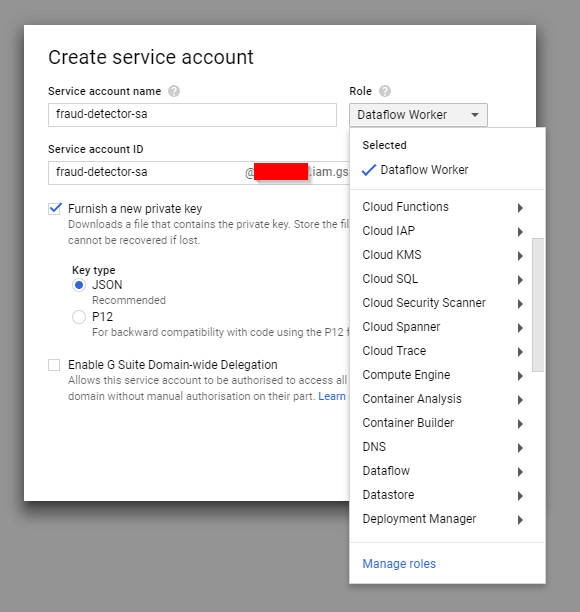 Create service account
Service account name ?
Role ?
fraud-detector-sa
Dataflow Worker
Service account ID
Selected
Dataflow Worker
fraud-detector-sa
@ .iam.gs
Furnish a new private key
Downloads a file that contains the private key. Store the fil
cannot be recovered if lost.
Key type
JSON
Recommended
P12
For backward compatibility with code using the P12 f
Enable G Suite Domain-wide Delegation
Allows this service account to be authorised to access all
domain without manual authorisation on their part. Learn
Cloud Functions
Cloud IAP
Cloud KMS
Cloud SQL
Cloud Security Scanner
Cloud Spanner
Cloud Trace
Compute Engine
Container Analysis
Container Builder
DNS
Dataflow
Datastore
Deployment Manager
Manage roles